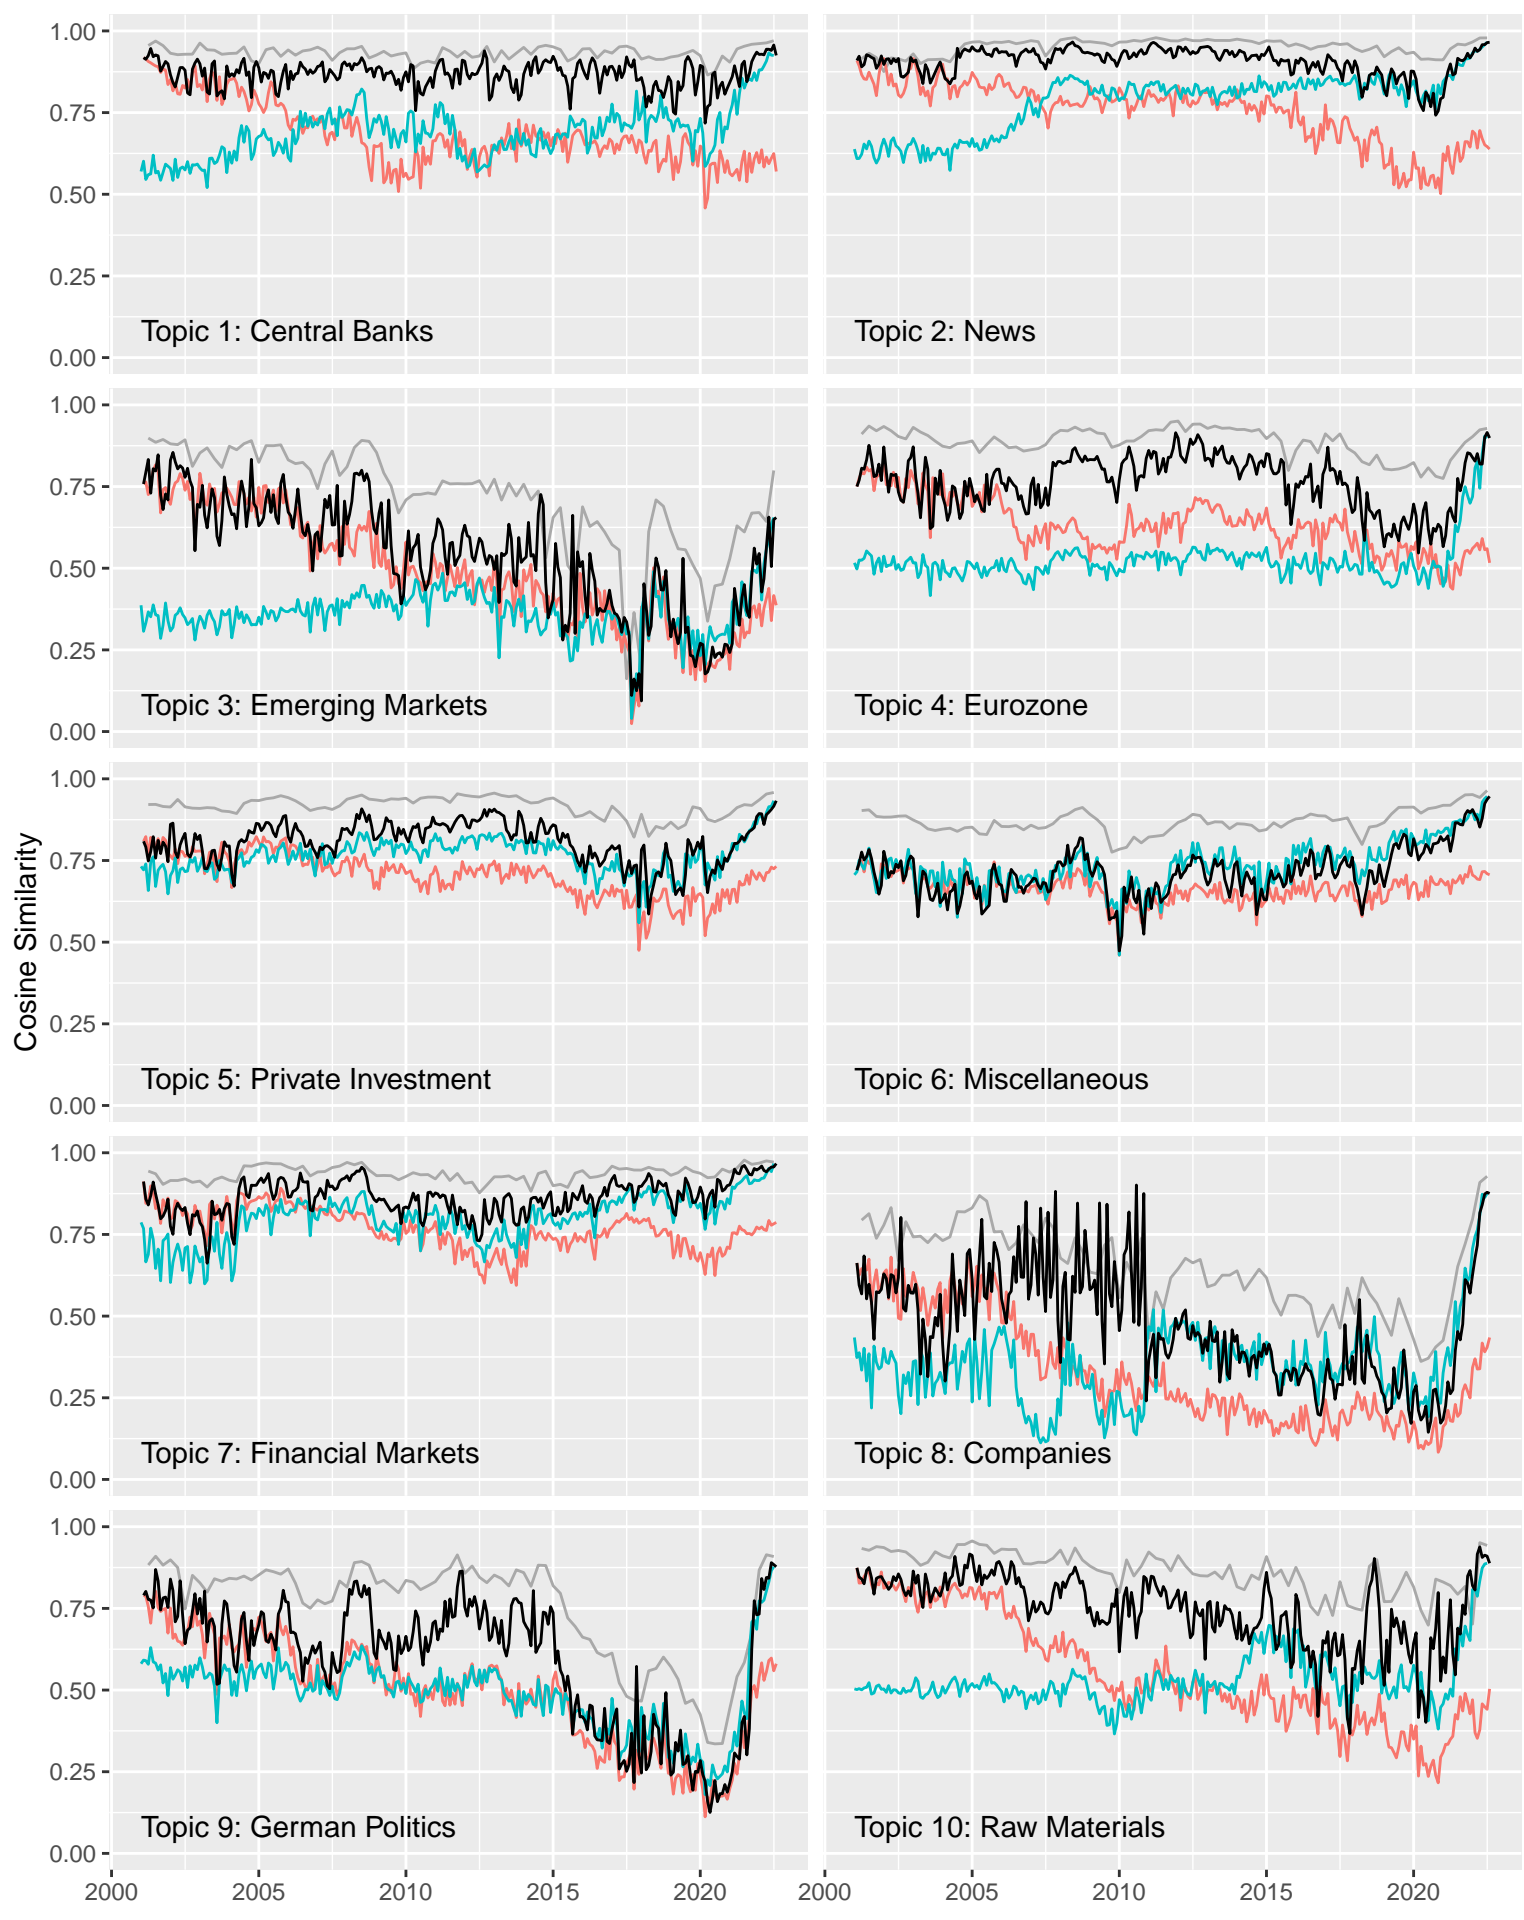 Cosine Similarity
1.00
0.75
0.50
0.25
0.00
Topic 1: Central Banks
Topic 2: News
1.00
0.75
0.50
0.25
0.00
Topic 3: Emerging Markets
Topic 4: Eurozone
1.00
0.75
0.50
0.25
0.00
Topic 5: Private Investment
Topic 6: Miscellaneous
1.00
0.75
0.50
0.25
0.00
Topic 7: Financial Markets
Topic 8: Companies
1.00
0.75
0.50
0.25
0.00
Topic 9: German Politics
Topic 10: Raw Materials
2000 2005 2010 2015 2020
2000 2005 2010 2015 2020